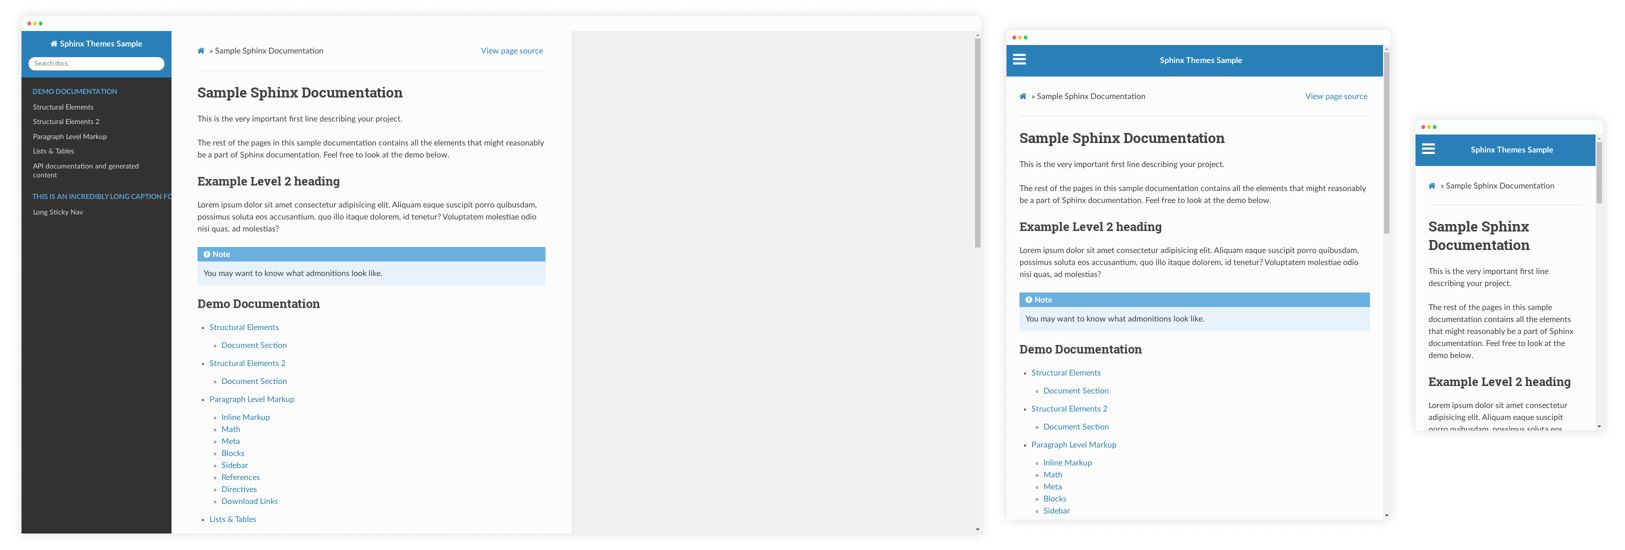 Sphinx Themes Sample
Search docs
DEMO DOCUMENTATION
Structural Elements
Structural Elements 2
Paragraph Level Markup
Lists & Tables
API documentation and generated
content
THIS IS AN INCREDIBLY LONG CAPTION FO
Long Sticky Nav
» Sample Sphinx Documentation
View page source
Sample Sphinx Documentation
This is the very important first line describing your project.
The rest of the pages in this sample documentation contains all the elements that might reasonably
be a part of Sphinx documentation. Feel free to look at the demo below.
Example Level 2 heading
Lorem ipsum dolor sit amet consectetur adipisicing elit. Aliquam eaque suscipit porro quibusdam,
possimus soluta eos accusantium, quo illo itaque dolorem, id tenetur? Voluptatem molestiae odio
nisi quas, ad molestias?
Note
You may want to know what admonitions look like.
Demo Documentation
• Structural Elements
◦ Document Section
• Structural Elements 2
◦ Document Section
• Paragraph Level Markup
◦ Inline Markup
◦ Math
◦ Meta
◦ Blocks
◦ Sidebar
◦ References
◦ Directives
◦ Download Links
• Lists & Tables
Sphinx Themes Sample
» Sample Sphinx Documentation
View page source
Sample Sphinx Documentation
This is the very important first line describing your project.
The rest of the pages in this sample documentation contains all the elements that might reasonably
be a part of Sphinx documentation. Feel free to look at the demo below.
Example Level 2 heading
Lorem ipsum dolor sit amet consectetur adipisicing elit. Aliquam eaque suscipit porro quibusdam,
possimus soluta eos accusantium, quo illo itaque dolorem, id tenetur? Voluptatem molestiae odio
nisi quas, ad molestias?
Note
You may want to know what admonitions look like.
Demo Documentation
• Structural Elements
◦ Document Section
• Structural Elements 2
◦ Document Section
• Paragraph Level Markup
◦ Inline Markup
◦ Math
◦ Meta
◦ Blocks
◦ Sidebar
Sphinx Themes Sample
» Sample Sphinx Documentation
Sample Sphinx
Documentation
This is the very important first line
describing your project.
The rest of the pages in this sample
documentation contains all the elements
that might reasonably be a part of Sphinx
documentation. Feel free to look at the
demo below.
Example Level 2 heading
Lorem ipsum dolor sit amet consectetur
adipisicing elit. Aliquam eaque suscipit
porro quibusdam, possimus soluta eos